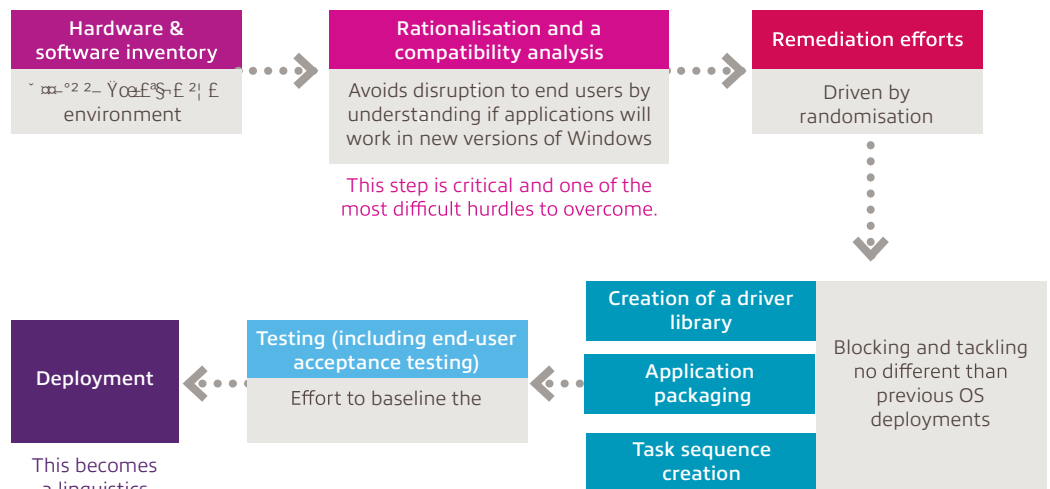 Hardware &
software inventory
environment
Rationalisation and a
compatibility analysis
Avoids disruption to end users by
understanding if applications will
work in new versions of Windows
This step is critical and one of the
most difficult hurdles to overcome.
Remediation efforts
Driven by
randomisation
Creation of a driver
library
Application
packaging
Task sequence
creation
Blocking and tackling
no different than
previous OS
deployments
Testing (including end-user
acceptance testing)
Effort to baseline the
Deployment
This becomes
a linguistics